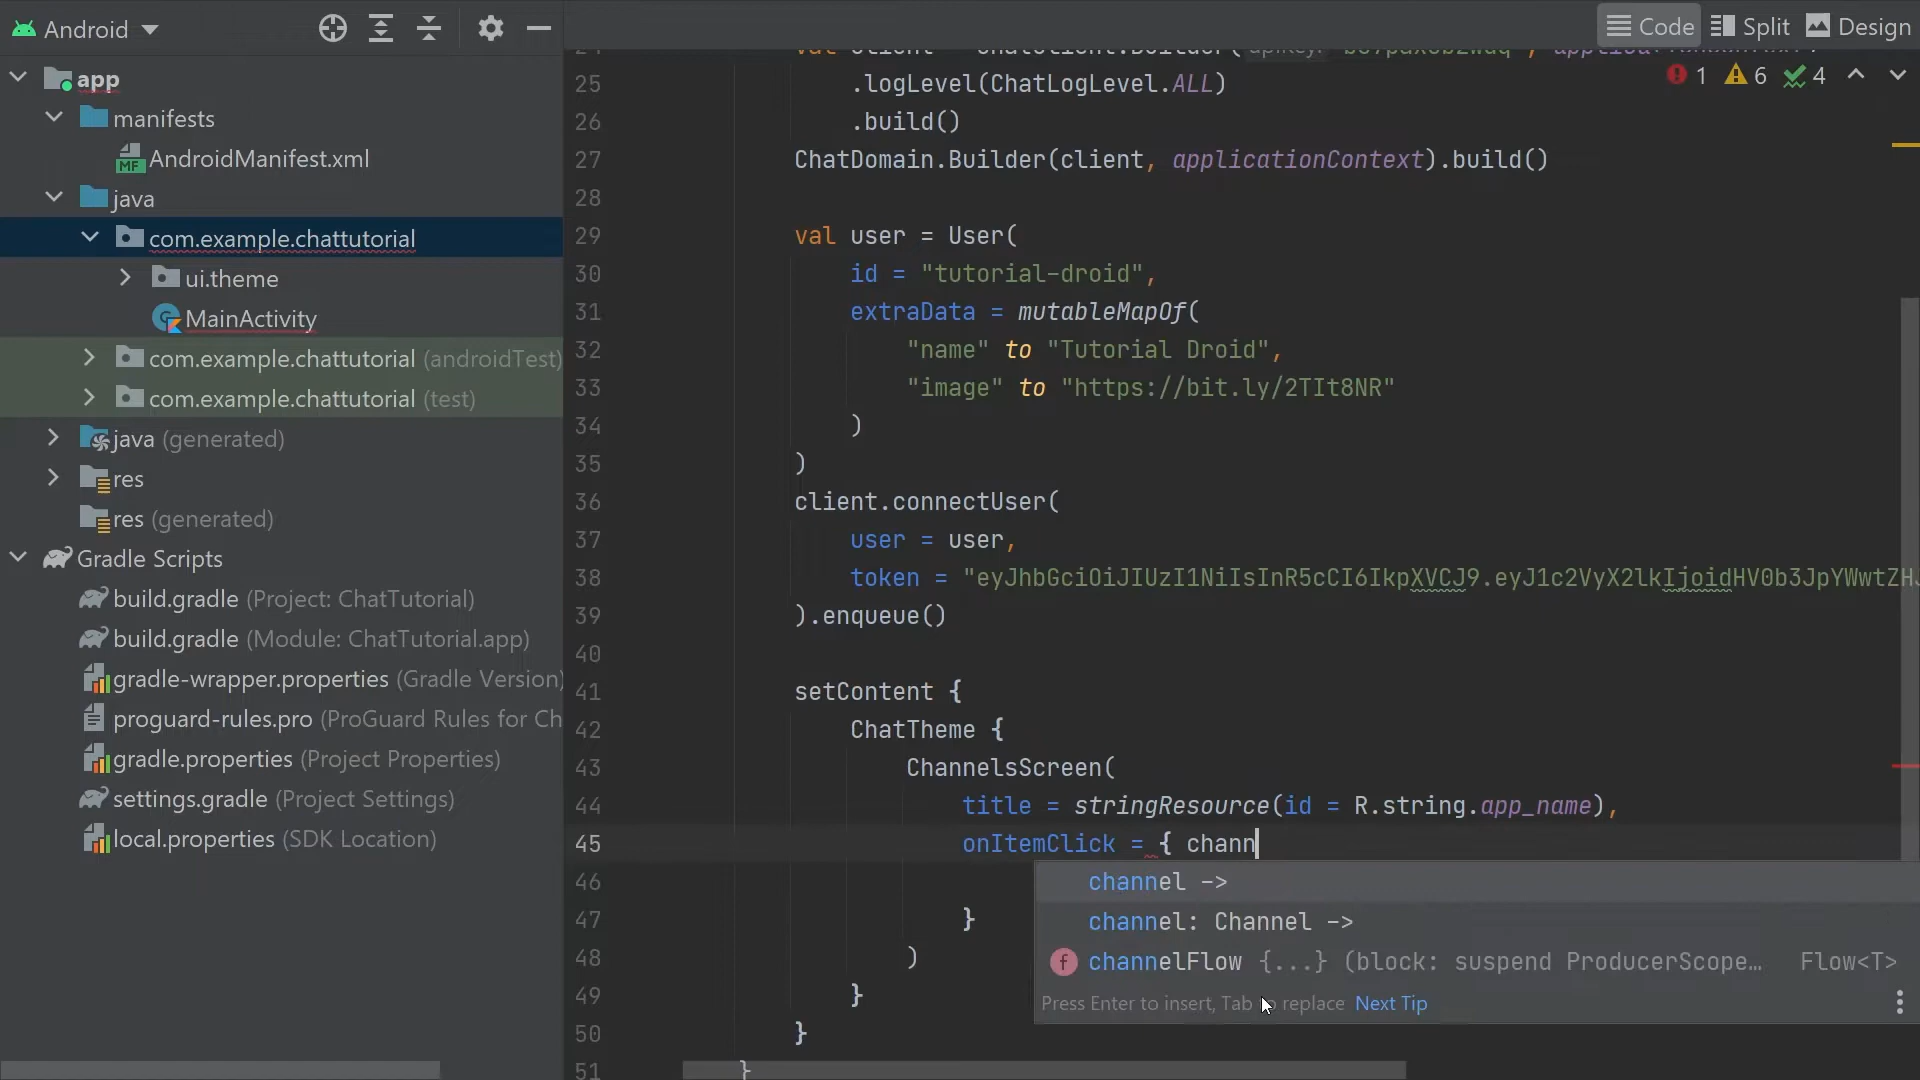 Android
Code
Split
Design
app
manifests
AndroidManifest.xml
java
com.example.chattutorial
ui.theme
MainActivity
com.example.chattutorial (androidTest)
com.example.chattutorial (test)
java (generated)
res
res (generated)
Gradle Scripts
build.gradle (Project: ChatTutorial)
build.gradle (Module: ChatTutorial.app)
gradle-wrapper.properties (Gradle Version)
proguard-rules.pro (ProGuard Rules for Ch
gradle.properties (Project Properties)
settings.gradle (Project Settings)
local.properties (SDK Location)
1 6 4
25 .logLevel(ChatLogLevel.ALL)
26 .build()
27 ChatDomain.Builder(client, applicationContext).build()
28
29 val user = User(
30 id = "tutorial-droid",
31 extraData = mutableMapOf(
32 "name" to "Tutorial Droid",
33 "image" to "https://bit.ly/2TIt8NR"
34 )
35 )
36 client.connectUser(
37 user = user,
38 token = "eyJhbGciOiJIUzI1NiIsInR5cCI6IkpXVCJ9.eyJ1c2VyX2lkIjoidHV0b3JpYWwtZHJ
39 ).enqueue()
40
41 setContent {
42 ChatTheme {
43 ChannelsScreen(
44 title = stringResource(id = R.string.app_name),
45 onItemClick = { chann
46 channel ->
channel: Channel ->
47 }
channelFlow {...} (block: suspend ProducerScope… Flow<T>
48 )
49 }
Press Enter to insert, Tab to replace Next Tip
50 }
51 }